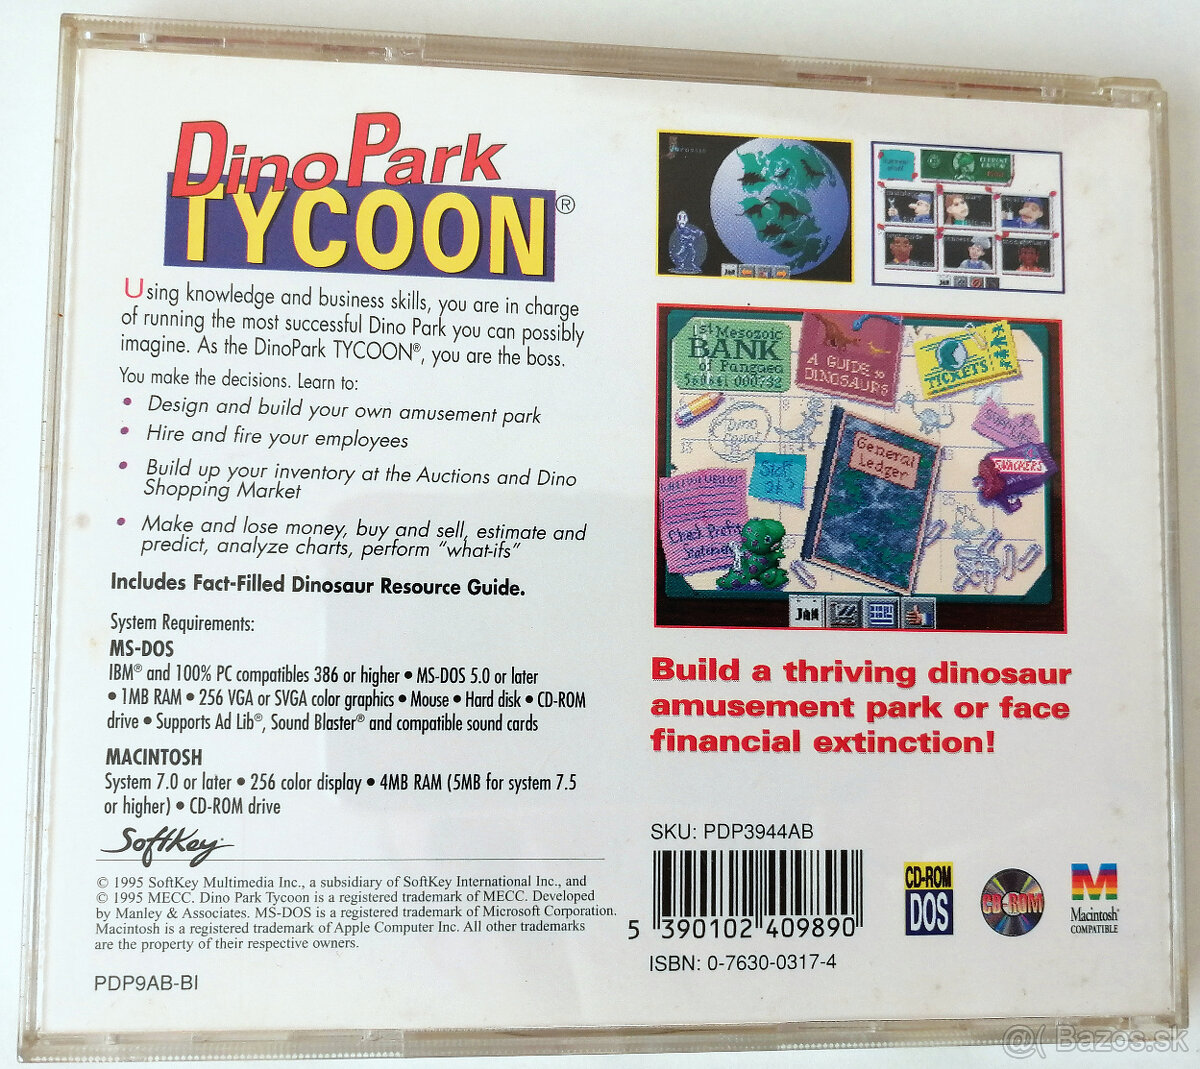 DinoPark
TYCOON®
Using knowledge and business skills, you are in charge
of running the most successful Dino Park you can possibly
imagine. As the DinoPark TYCOON®, you are the boss.
You make the decisions. Learn to:
• Design and build your own amusement park
• Hire and fire your employees
• Build up your inventory at the Auctions and Dino
Shopping Market
• Make and lose money, buy and sell, estimate and
predict, analyze charts, perform “what-ifs”
Includes Fact-Filled Dinosaur Resource Guide.
System Requirements:
MS-DOS
IBM® and 100% PC compatibles 386 or higher • MS-DOS 5.0 or later
• 1MB RAM • 256 VGA or SVGA color graphics • Mouse • Hard disk • CD-ROM
drive • Supports Ad Lib®, Sound Blaster® and compatible sound cards
MACINTOSH
System 7.0 or later • 256 color display • 4MB RAM (5MB for system 7.5
or higher) • CD-ROM drive
SoftKey
© 1995 SoftKey Multimedia Inc., a subsidiary of SoftKey International Inc., and
© 1995 MECC. Dino Park Tycoon is a registered trademark of MECC. Developed
by Manley & Associates. MS-DOS is a registered trademark of Microsoft Corporation.
Macintosh is a registered trademark of Apple Computer Inc. All other trademarks
are the property of their respective owners.
PDP9AB-BI
Jurassic
CURRENT
1st Mesozoic
BANK
of Pangaea
A GUIDE to
DINOSAURS
TICKETS
Dino
General
Ledger
SNACKERS
JAN
Build a thriving dinosaur
amusement park or face
financial extinction!
SKU: PDP3944AB
5 390102 409890
ISBN: 0-7630-0317-4
CD-ROM
DOS
CD-ROM
Macintosh®
COMPATIBLE
@( Bazos.sk